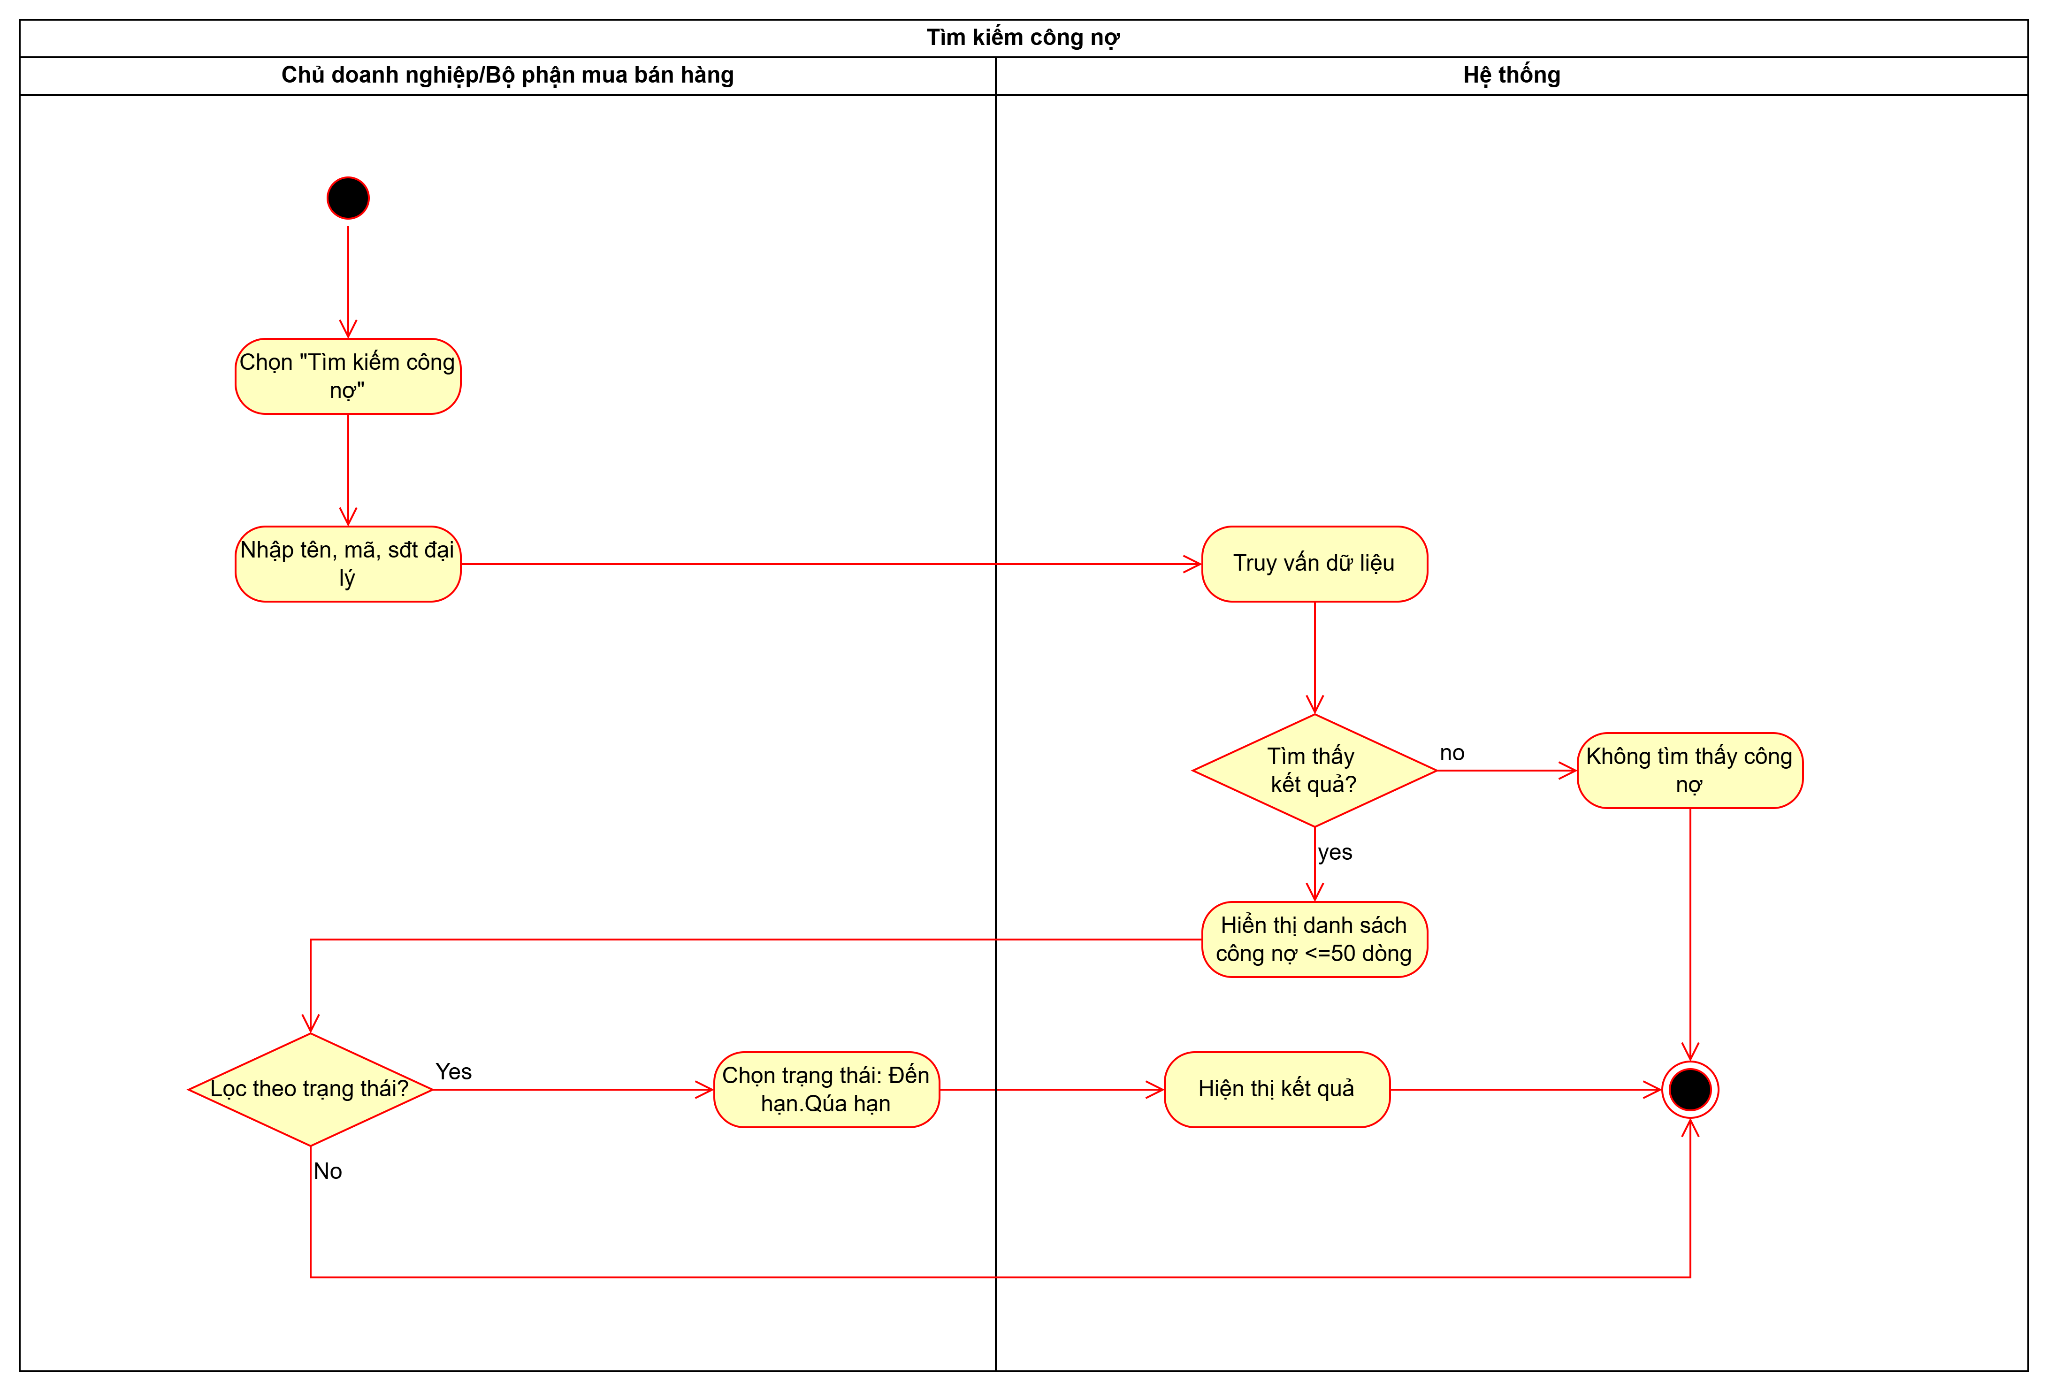 Tìm kiếm công nợ
Chủ doanh nghiệp/Bộ phận mua bán hàng
Hệ thống
Chọn "Tìm kiếm công
nợ"
Nhập tên, mã, sđt đại
lý
Truy vấn dữ liệu
Tìm thấy
kết quả?
no
Không tìm thấy công
nợ
yes
Hiển thị danh sách
công nợ <=50 dòng
Lọc theo trạng thái?
Yes
Chọn trạng thái: Đến
hạn.Qúa hạn
Hiện thị kết quả
No